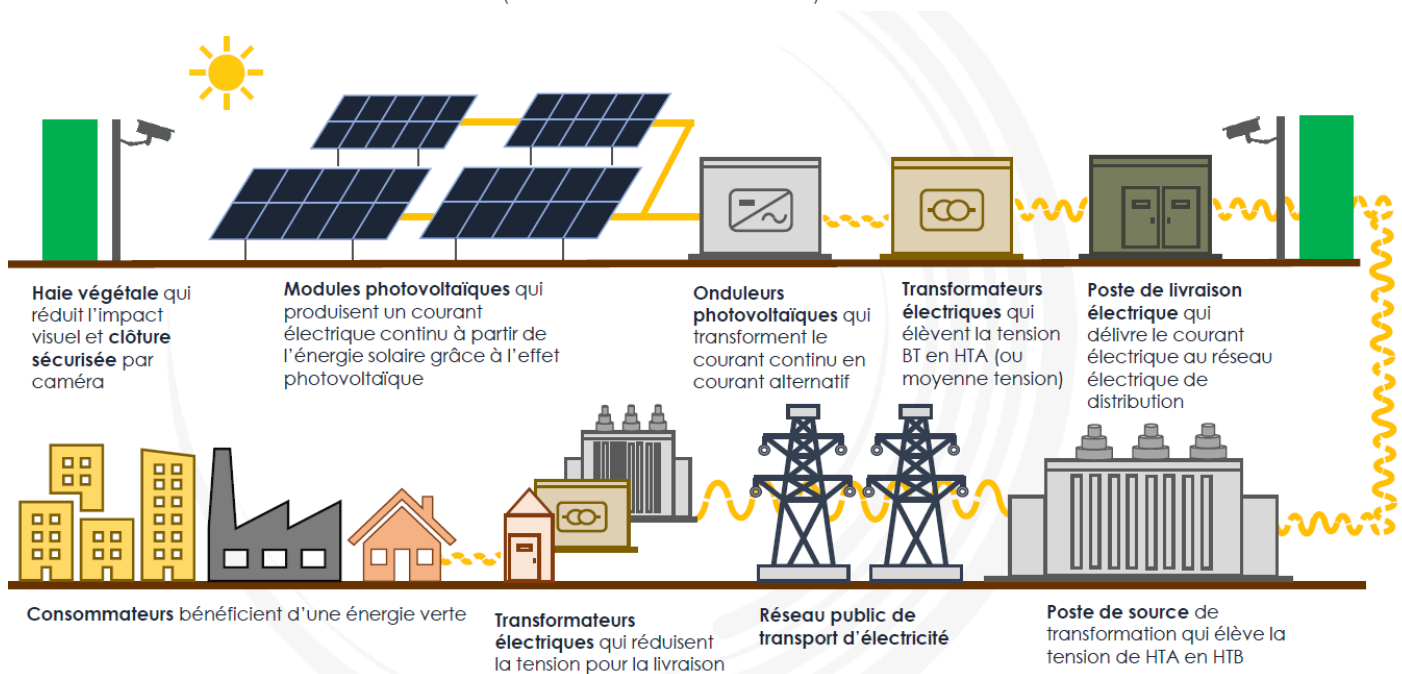 Haie végétale qui
réduit l'impact
visuel et clôture
sécurisée par
caméra
Modules photovoltaïques qui
produisent un courant
électrique continu à partir de
l'énergie solaire grâce à l'effet
photovoltaïque
Onduleurs
photovoltaïques qui
transforment le
courant continu en
courant alternatif
Transformateurs
électriques qui
élèvent la tension
BT en HTA (ou
moyenne tension)
Poste de livraison
électrique qui
délivre le courant
électrique au réseau
électrique de
distribution
Consommateurs bénéficient d'une énergie verte
Transformateurs
électriques qui réduisent
la tension pour la livraison
Réseau public de
transport d'électricité
Poste de source de
transformation qui élève la
tension de HTA en HTB